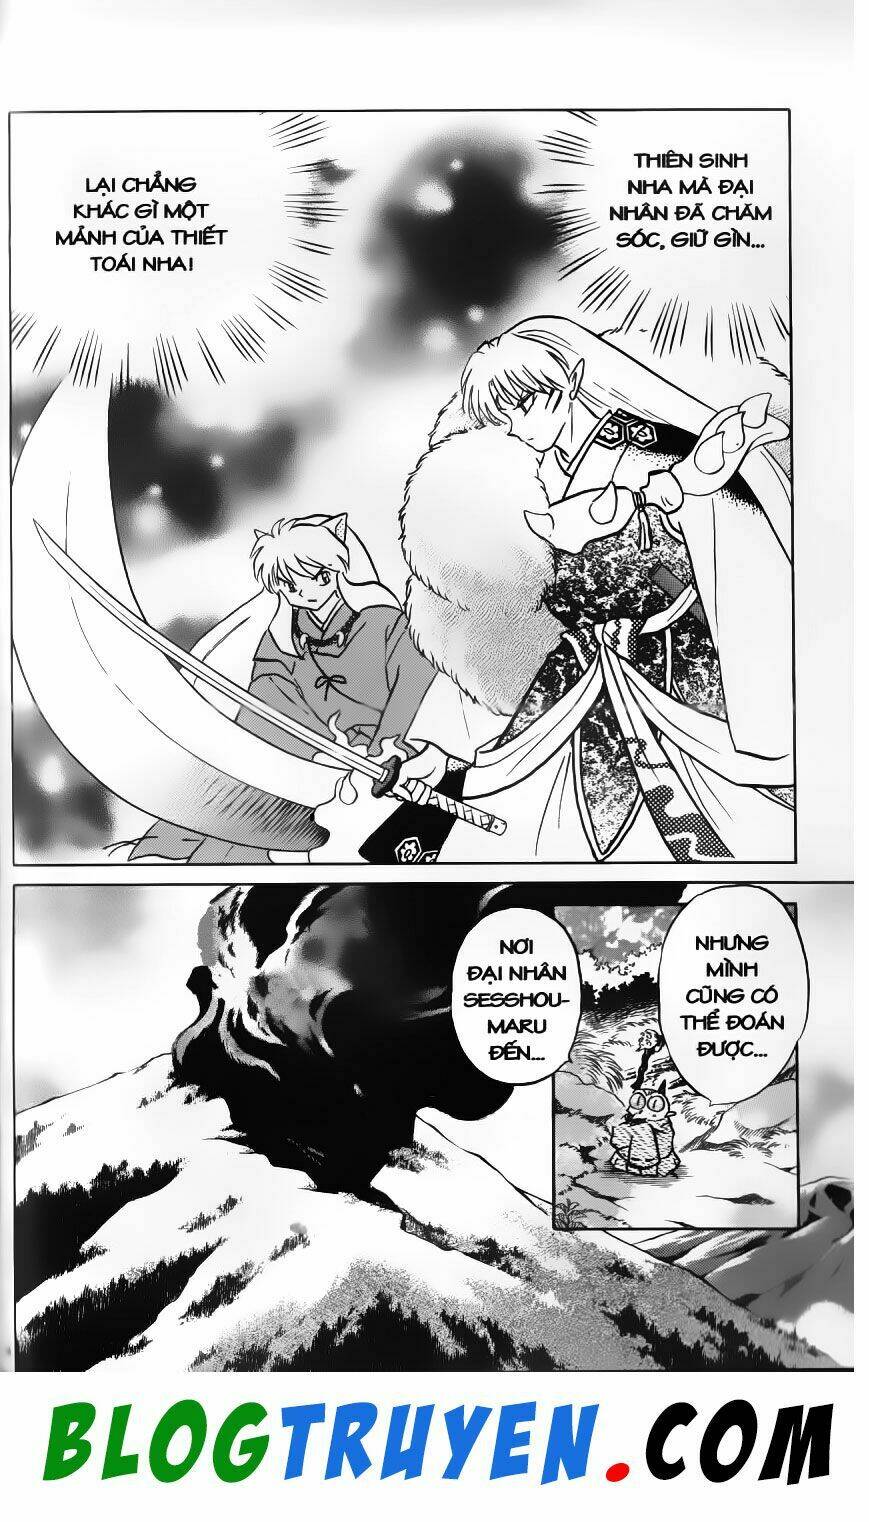 THIÊN SINH
NHA MÀ ĐẠI
NHÂN ĐÃ CHĂM
SÓC, GIỮ GÌN...
LẠI CHẲNG
KHÁC GÌ MỘT
MẢNH CỦA THIẾT
TOÁI NHA!
NHƯNG
MÌNH
CŨNG CÓ
THỂ ĐOÁN
ĐƯỢC...
NƠI
ĐẠI NHÂN
SESSHOU-
MARU
ĐẾN...
BLOGTRUYEN.COM